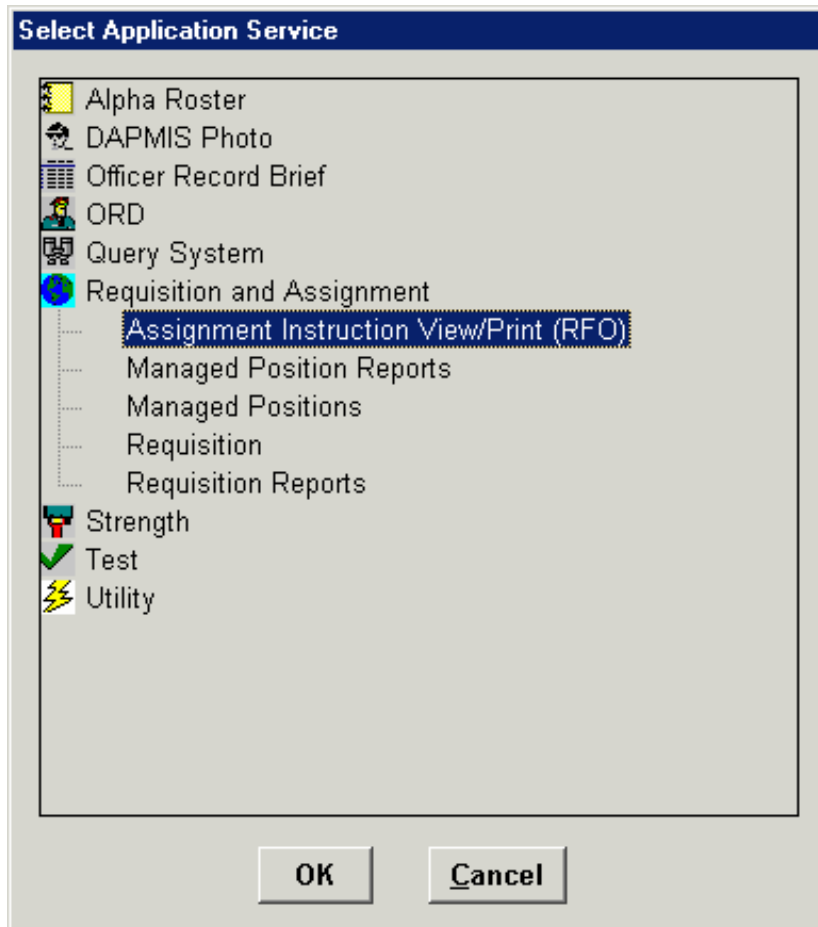 Select Application Service
Alpha Roster
DAPMIS Photo
Officer Record Brief
ORD
Query System
Requisition and Assignment
Assignment Instruction View/Print (RFO)
Managed Position Reports
Managed Positions
Requisition
Requisition Reports
Strength
Test
Utility
OK
Cancel